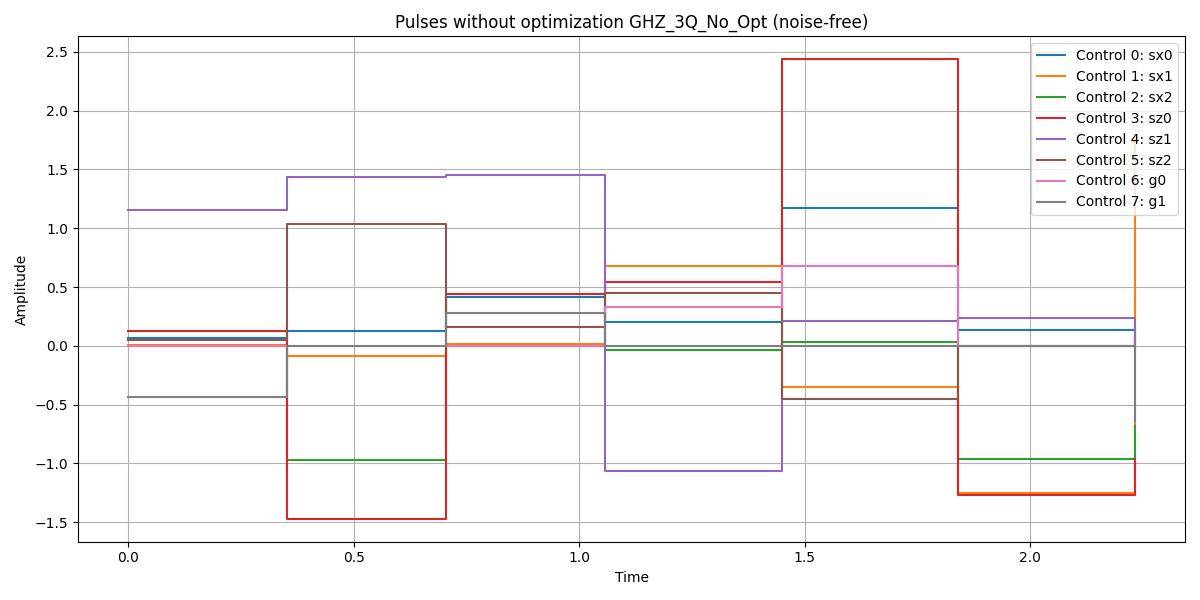 Pulses without optimization GHZ_3Q_No_Opt (noise-free)
Amplitude
2.5
2.0
1.5
1.0
0.5
0.0
−0.5
−1.0
−1.5
Control 0: sx0
Control 1: sx1
Control 2: sx2
Control 3: sz0
Control 4: sz1
Control 5: sz2
Control 6: g0
Control 7: g1
0.0 0.5 1.0 1.5 2.0
Time